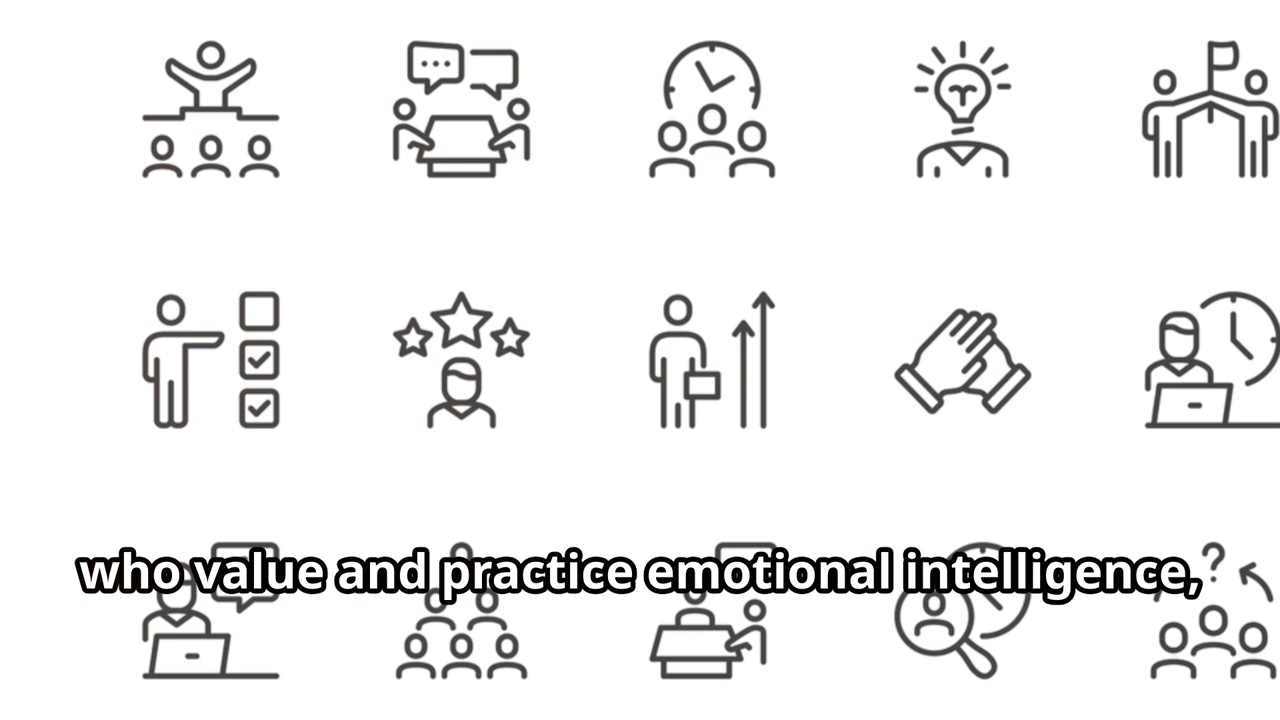 who value and practice emotional intelligence,
?